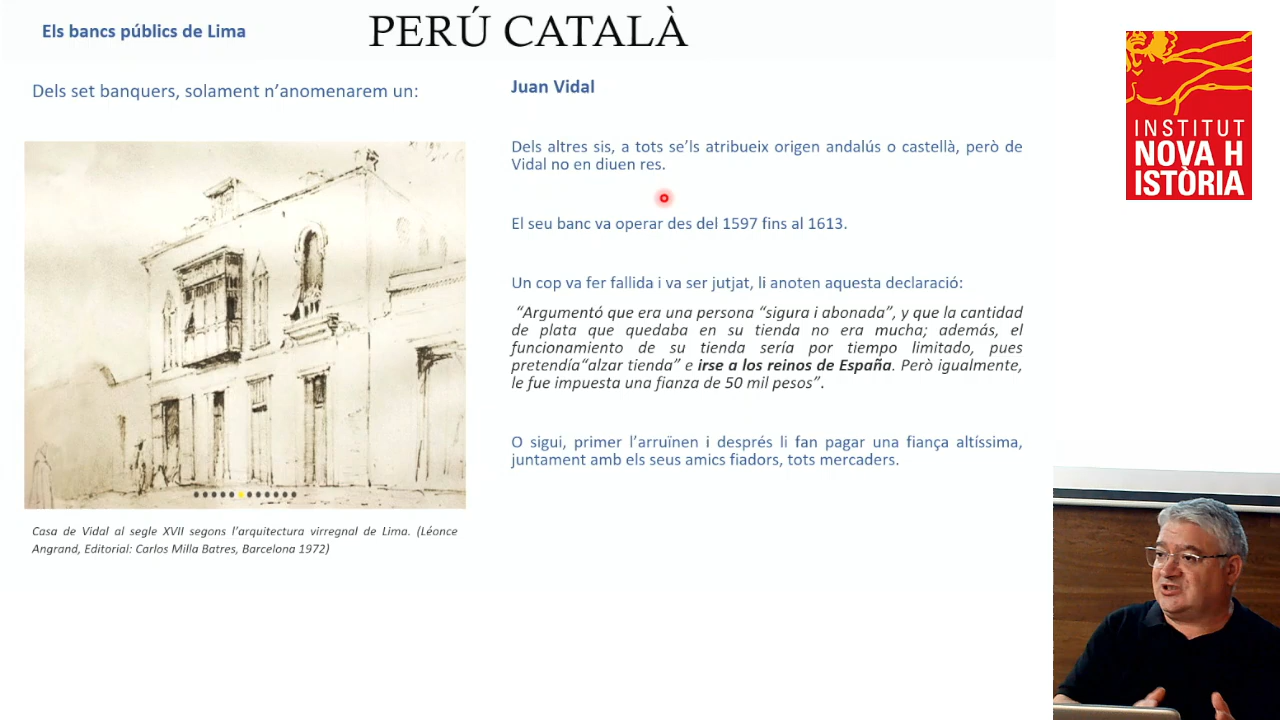 Els bancs públics de Lima
PERÚ CATALÀ
Dels set banquers, solament n'anomenarem un:
Juan Vidal
Dels altres sis, a tots se'ls atribueix origen andalús o castellà, però de
Vidal no en diuen res.
El seu banc va operar des del 1597 fins al 1613.
Un cop va fer fallida i va ser jutjat, li anoten aquesta declaració:
"Argumentó que era una persona "sigura i abonada", y que la cantidad
de plata que quedaba en su tienda no era mucha; además, el
funcionamiento de su tienda sería por tiempo limitado, pues
pretendía"alzar tienda" e irse a los reinos de España. Però igualmente,
le fue impuesta una fianza de 50 mil pesos".
O sigui, primer l'arruïnen i després li fan pagar una fiança altíssima,
juntament amb els seus amics fiadors, tots mercaders.
Casa de Vidal al segle XVII segons l'arquitectura virregnal de Lima. (Léonce
Angrand, Editorial: Carlos Milla Batres, Barcelona 1972)
INSTITUT
NOVA H
ISTÒRIA